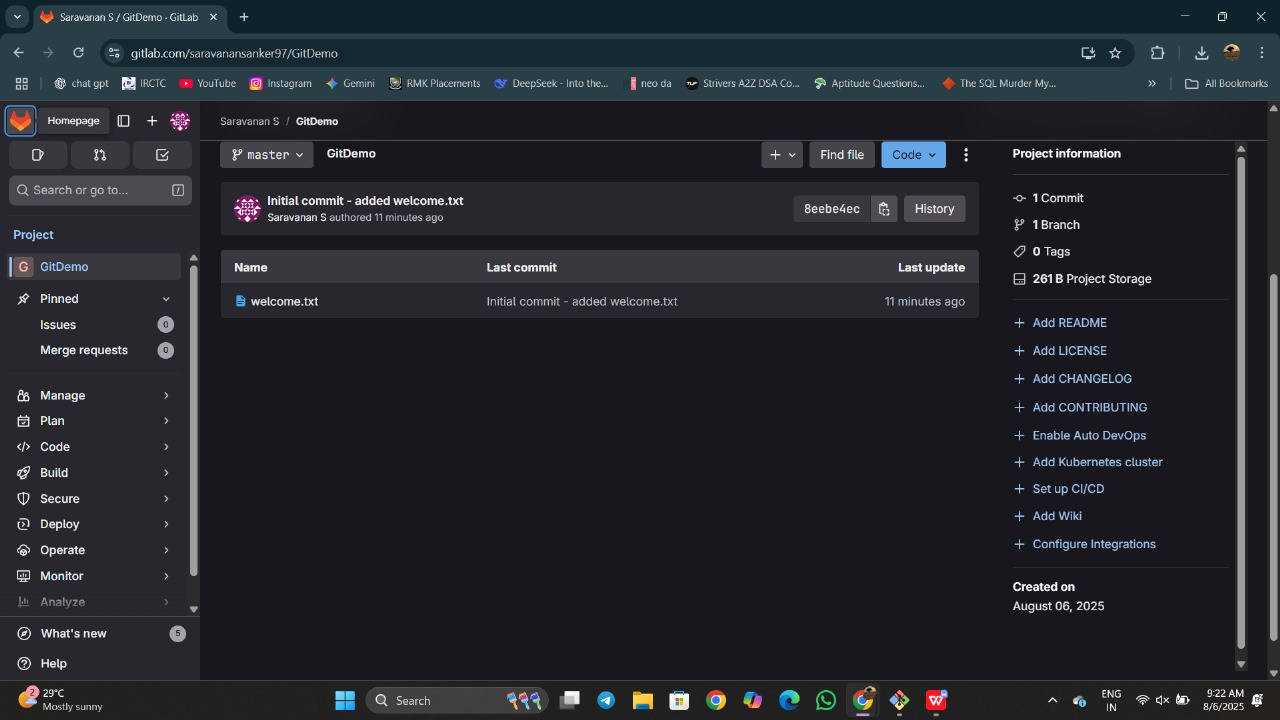 Saravanan S / GitDemo · GitLab
gitlab.com/saravanansanker97/GitDemo
chat gpt
IRCTC
YouTube
Instagram
Gemini
RMK Placements
DeepSeek - Into the...
neo da
Strivers A2Z DSA Co...
Aptitude Questions...
The SQL Murder My...
» All Bookmarks
Homepage
Saravanan S / GitDemo
Search or go to... /
Project
G GitDemo
Pinned
Issues 0
Merge requests 0
Manage
Plan
Code
Build
Secure
Deploy
Operate
Monitor
Analyze
What's new 5
Help
master
GitDemo
Find file
Code
Initial commit - added welcome.txt
Saravanan S authored 11 minutes ago
8eebe4ec
History
Name Last commit Last update
welcome.txt Initial commit - added welcome.txt 11 minutes ago
Project information
1 Commit
1 Branch
0 Tags
261 B Project Storage
+ Add README
+ Add LICENSE
+ Add CHANGELOG
+ Add CONTRIBUTING
+ Enable Auto DevOps
+ Add Kubernetes cluster
+ Set up CI/CD
+ Add Wiki
+ Configure Integrations
Created on
August 06, 2025
2
29°C
Mostly sunny
Search
ENG
IN
9:22 AM
8/6/2025